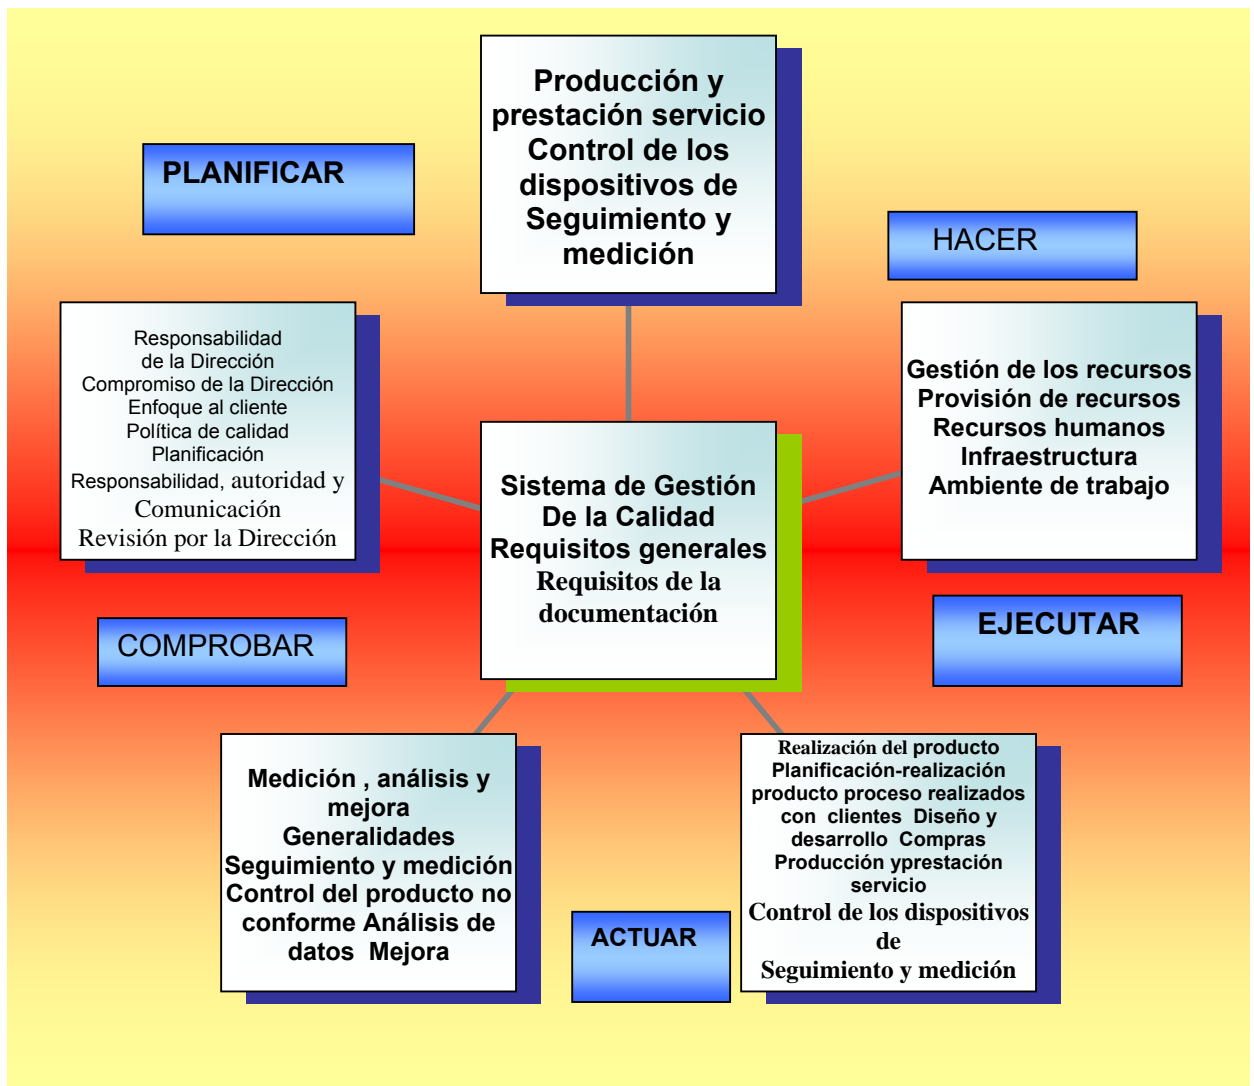 Producción y
prestación servicio
Control de los
dispositivos de
Seguimiento y
medición
PLANIFICAR
HACER
Responsabilidad
de la Dirección
Compromiso de la Dirección
Enfoque al cliente
Política de calidad
Planificación
Responsabilidad, autoridad y
Comunicación
Revisión por la Dirección
Gestión de los recursos
Provisión de recursos
Recursos humanos
Infraestructura
Ambiente de trabajo
Sistema de Gestión
De la Calidad
Requisitos generales
Requisitos de la
documentación
COMPROBAR
EJECUTAR
Medición , análisis y
mejora
Generalidades
Seguimiento y medición
Control del producto no
conforme Análisis de
datos  Mejora
ACTUAR
Realización del producto
Planificación-realización
producto proceso realizados
con  clientes  Diseño y
desarrollo  Compras
Producción yprestación
servicio
Control de los dispositivos
de
Seguimiento y medición